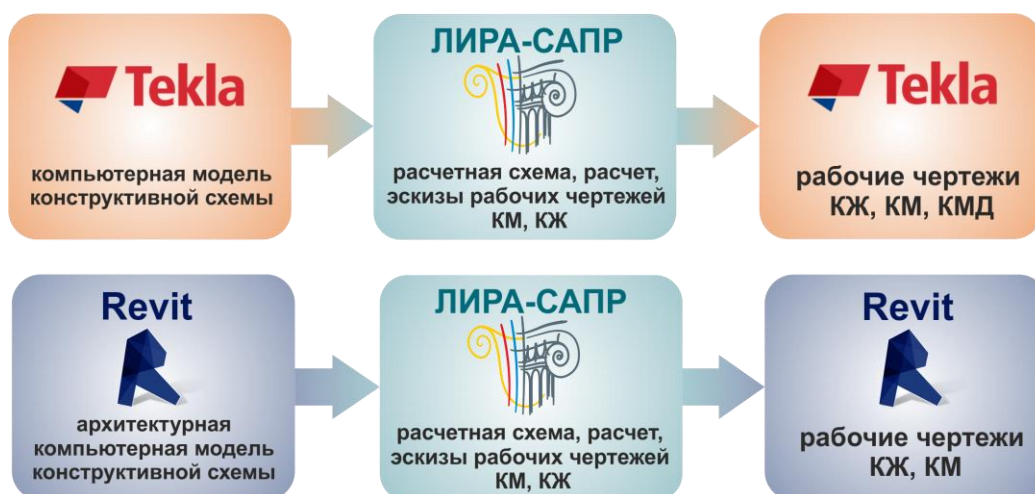 Tekla
компьютерная модель
конструктивной схемы
ЛИРА-САПР
расчетная схема, расчет,
эскизы рабочих чертежей
КМ, КЖ
Tekla
рабочие чертежи
КЖ, КМ, КМД
Revit
архитектурная
компьютерная модель
конструктивной схемы
ЛИРА-САПР
расчетная схема, расчет,
эскизы рабочих чертежей
КМ, КЖ
Revit
рабочие чертежи
КЖ, КМ